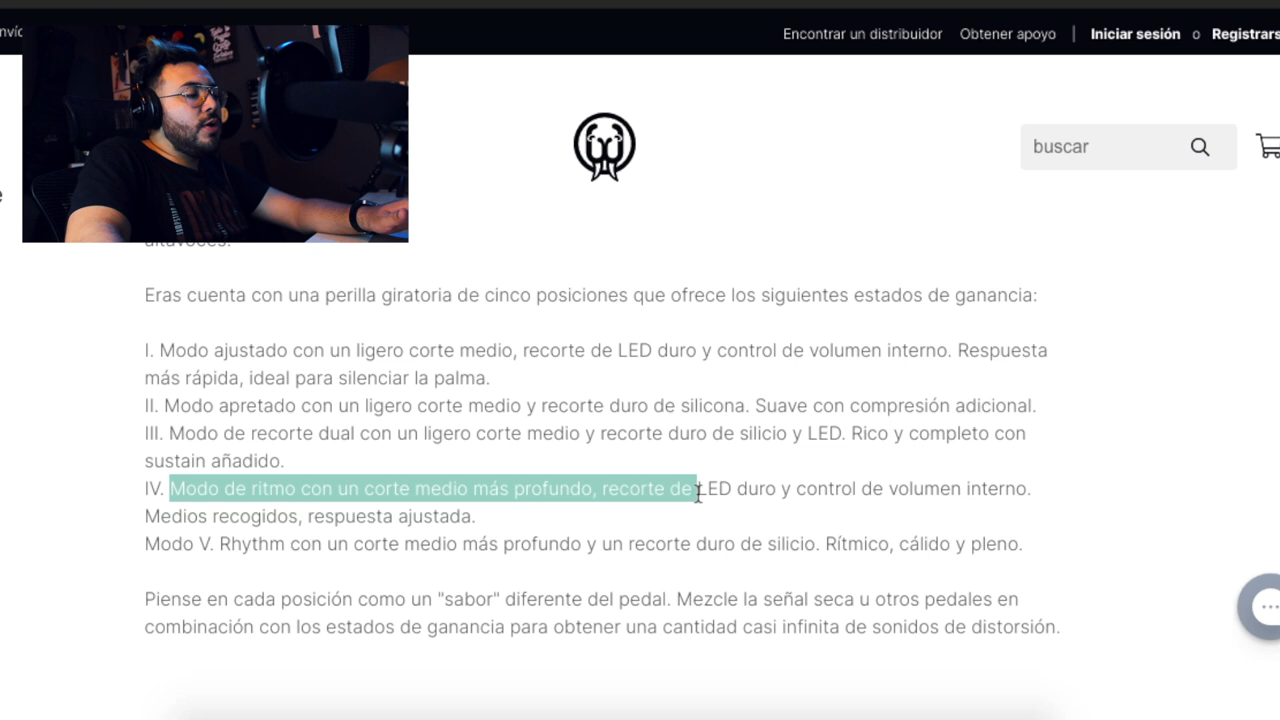 Encontrar un distribuidor Obtener apoyo | Iniciar sesión o
buscar
Eras cuenta con una perilla giratoria de cinco posiciones que ofrece los siguientes estados de ganancia:
I. Modo ajustado con un ligero corte medio, recorte de LED duro y control de volumen interno. Respuesta
más rápida, ideal para silenciar la palma.
II. Modo apretado con un ligero corte medio y recorte duro de silicona. Suave con compresión adicional.
III. Modo de recorte dual con un ligero corte medio y recorte duro de silicio y LED. Rico y completo con
sustain añadido.
IV. Modo de ritmo con un corte medio más profundo, recorte de LED duro y control de volumen interno.
Medios recogidos, respuesta ajustada.
Modo V. Rhythm con un corte medio más profundo y un recorte duro de silicio. Rítmico, cálido y pleno.
Piense en cada posición como un "sabor" diferente del pedal. Mezcle la señal seca u otros pedales en
combinación con los estados de ganancia para obtener una cantidad casi infinita de sonidos de distorsión.